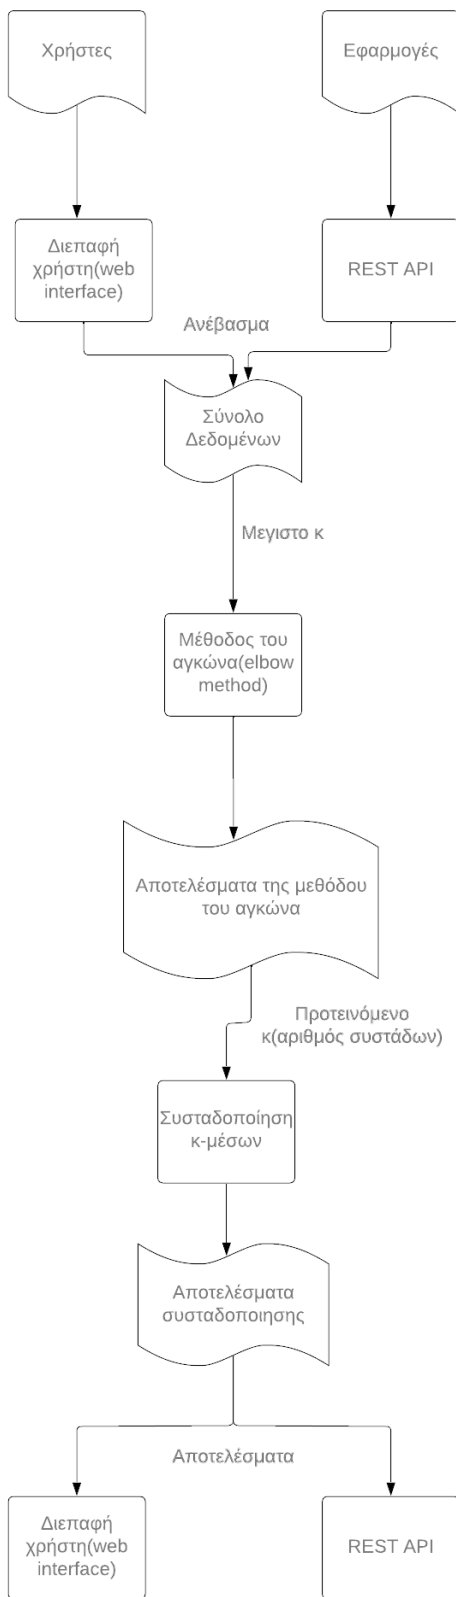 Χρήστες
Εφαρμογές
Διεπαφή
χρήστη(web
interface)
REST API
Ανέβασμα
Σύνολο
Δεδομένων
Μεγιστο κ
Μέθοδος του
αγκώνα(elbow
method)
Αποτελέσματα της μεθόδου
του αγκώνα
Προτεινόμενο
κ(αριθμός συστάδων)
Συσταδοποίηση
κ-μέσων
Αποτελέσματα
συσταδοποιησης
Αποτελέσματα
Διεπαφή
χρήστη(web
interface)
REST API